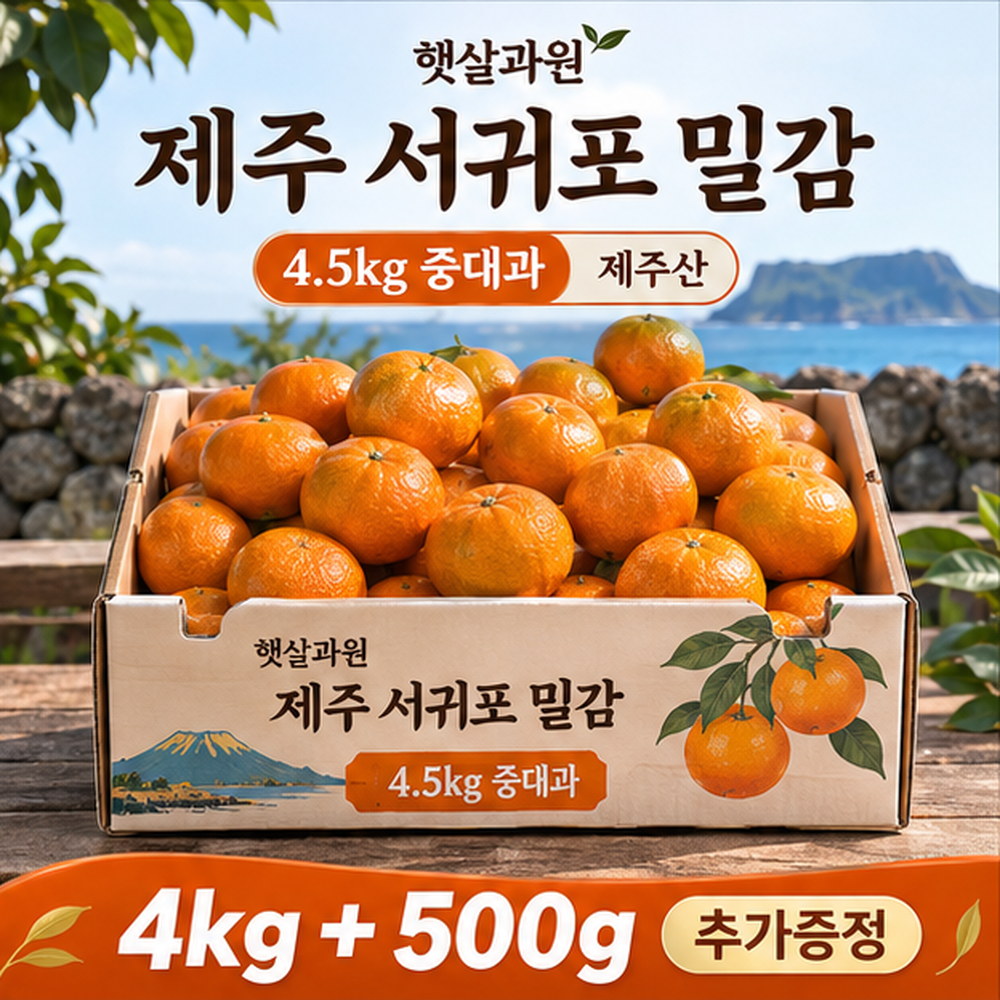 햇살과원
제주 서귀포 밀감
4.5kg 중대과 제주산
햇살과원
제주 서귀포 밀감
4.5kg 중대과
4kg + 500g 추가증정